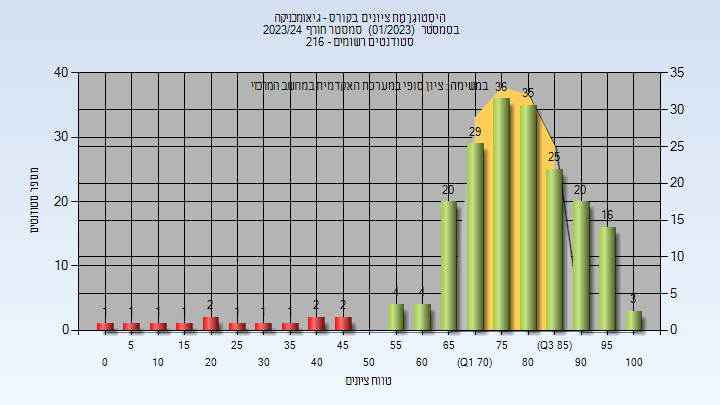 היסטוגרמת ציונים בקורס - גיאומכניקה
בסמסטר (01/2023) סמסטר חורף 2023/24
סטודנטים רשומים - 216
במשימה : ציון סופי במערכת האקדמית במחשב המרכזי
40 30 20 10 0
מספר סטודנטים
35 30 25 20 15 10 5 0
1 1 1 1 2 1 1 1 2 2 4 4 20 29 36 35 25 20 16 3
5 15 25 35 45 55 65 75 (Q3 85) 95
0 10 20 30 40 50 60 (Q1 70) 80 90 100
טווח ציונים